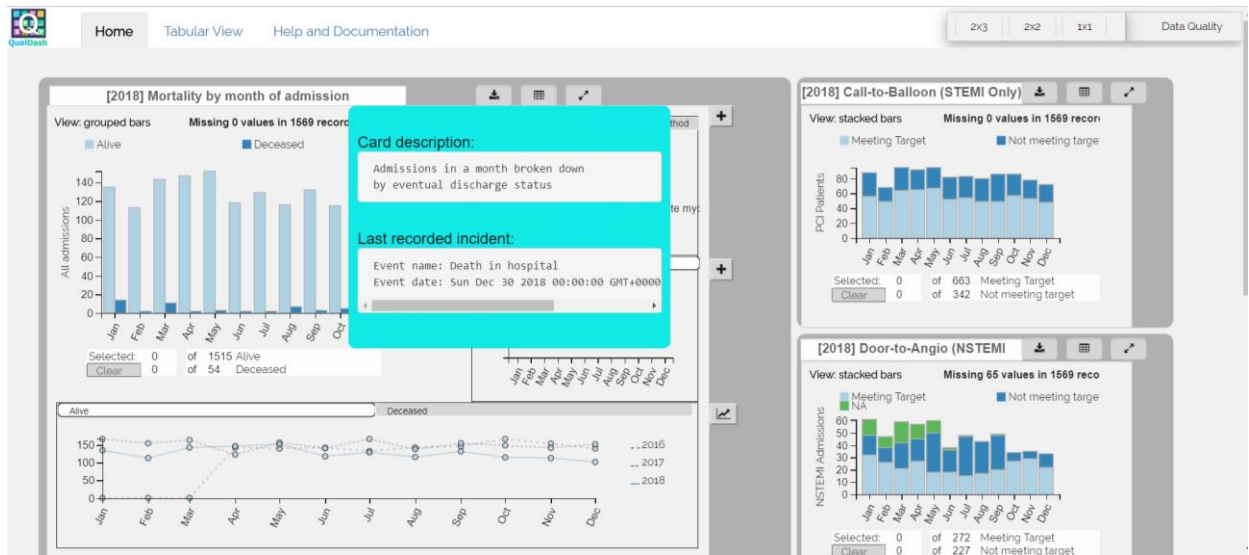 QualDash
Home
Tabular View
Help and Documentation
2x3
2x2
1x1
Data Quality
[2018] Mortality by month of admission
View: grouped bars
Missing 0 values in 1569 record
Alive
Deceased
All admissions
140
120
100
80
60
40
20
0
Jan
Feb
Mar
Apr
May
Jun
Jul
Aug
Sep
Oct
Selected: 0 of 1515 Alive
Clear 0 of 54 Deceased
Card description:
Admissions in a month broken down
by eventual discharge status
Last recorded incident:
Event name: Death in hospital
Event date: Sun Dec 30 2018 00:00:00 GMT+0000
thod
+
te my
+
Jan
Feb
Mar
Apr
May
Jun
Jul
Aug
Sep
Oct
Nov
Dec
Alive
Deceased
150
100
50
0
2016
2017
2018
Jan
Feb
Mar
Apr
May
Jun
Jul
Aug
Sep
Oct
Nov
Dec
[2018] Call-to-Balloon (STEMI Only)
View: stacked bars
Missing 0 values in 1569 recor
Meeting Target
Not meeting targe
PCI Patients
80
60
40
20
0
Jan
Feb
Mar
Apr
May
Jun
Jul
Aug
Sep
Oct
Nov
Dec
Selected: 0 of 663 Meeting Target
Clear 0 of 342 Not meeting target
[2018] Door-to-Angio (NSTEMI
View: stacked bars
Missing 65 values in 1569 reco
Meeting Target
Not meeting targe
NA
NSTEMI Admissions
60
50
40
30
20
10
0
Jan
Feb
Mar
Apr
May
Jun
Jul
Aug
Sep
Oct
Nov
Dec
Selected: 0 of 272 Meeting Target
Clear 0 of 227 Not meeting target